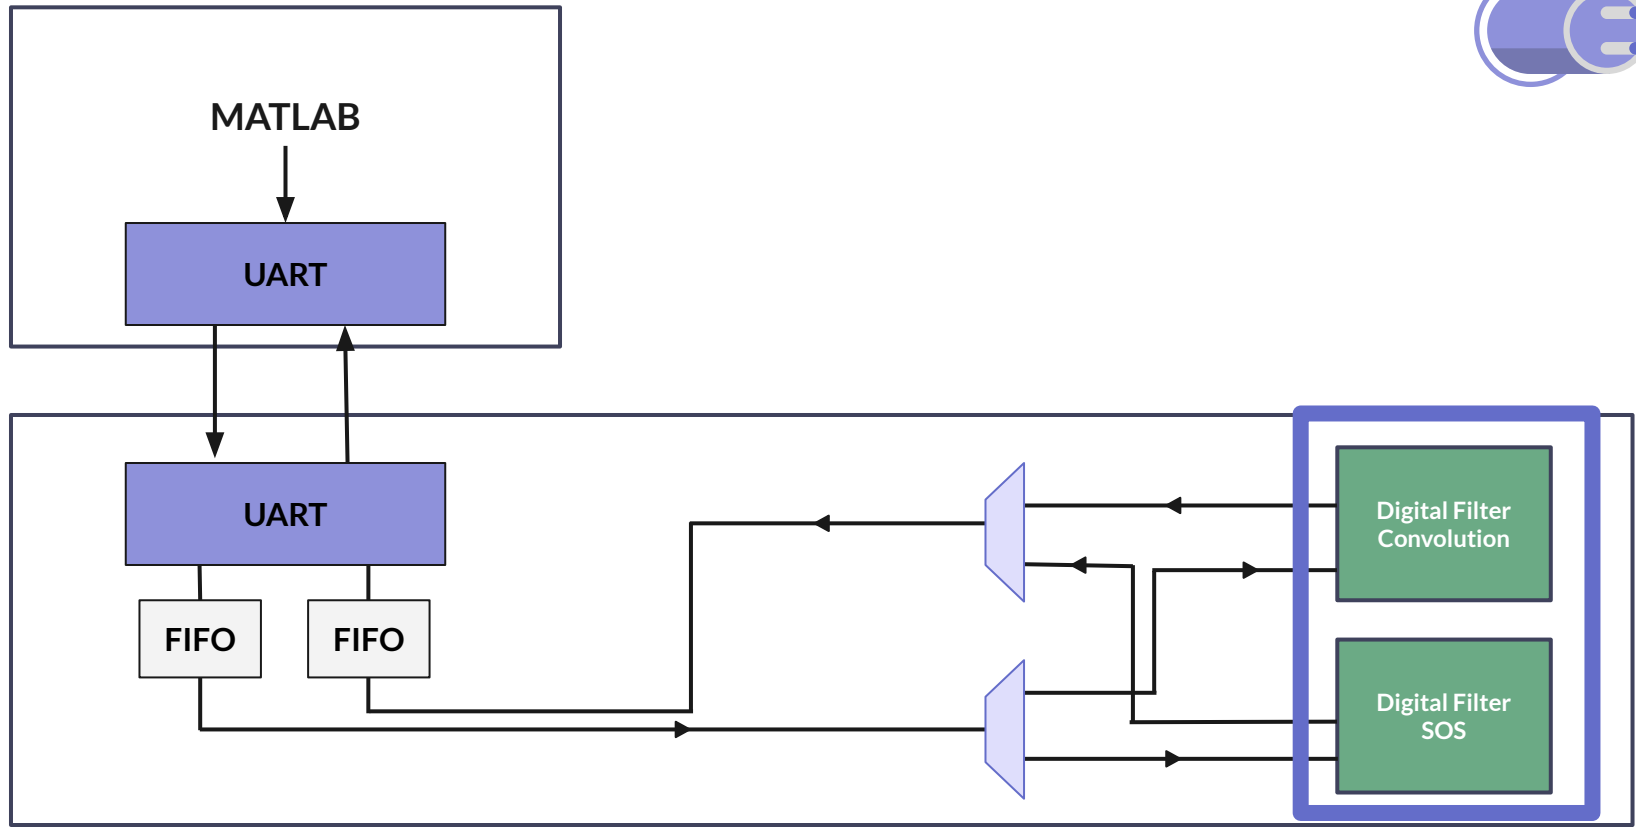 MATLAB
UART
UART
FIFO
FIFO
Digital Filter
Convolution
Digital Filter
SOS